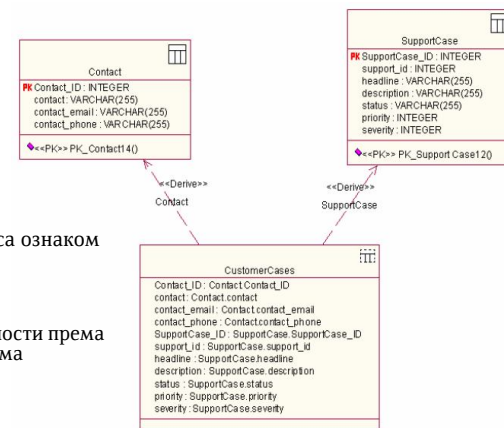 Contact
PK Contact_ID : INTEGER
contact : VARCHAR(255)
contact_email : VARCHAR(255)
contact_phone : VARCHAR(255)
<<PK>> PK_Contact14()
SupportCase
PK SupportCase_ID : INTEGER
support_id : INTEGER
headline : VARCHAR(255)
description : VARCHAR(255)
status : VARCHAR(255)
priority : INTEGER
severity : INTEGER
<<PK>> PK_Support Case12()
<<Derive>>
Contact
<<Derive>>
SupportCase
са ознаком
ности према
ма
CustomerCases
Contact_ID : Contact.Contact_ID
contact : Contact.contact
contact_email : Contact.contact_email
contact_phone : Contact.contact_phone
SupportCase_ID : SupportCase.SupportCase_ID
support_id : SupportCase.support_id
headline : SupportCase.headline
description : SupportCase.description
status : SupportCase.status
priority : SupportCase.priority
severity : SupportCase.severity